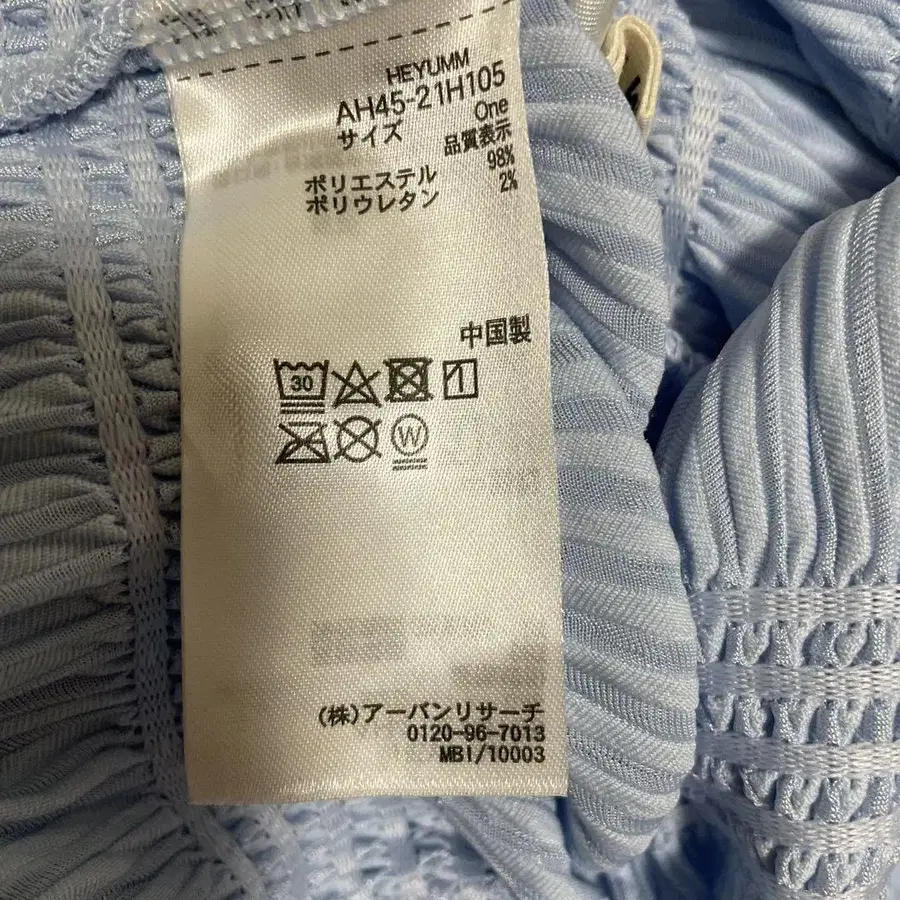 HEYUMM
AH45-21H105
サイズ One
品質表示
ポリエステル 98%
ポリウレタン 2%
中国製
30
W
(株)アーバンリサーチ
0120-96-7013
MBI/10003